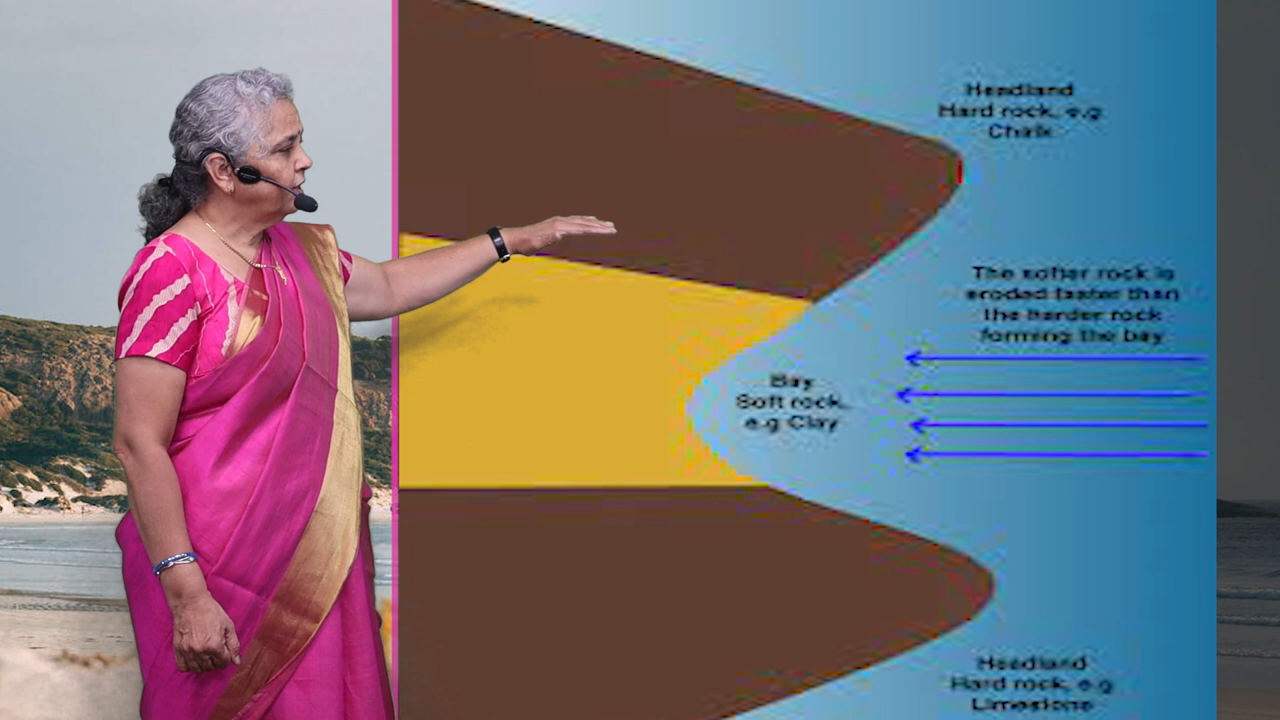 Headland
Hard rock, e.g
Chalk
The softer rock is
eroded faster than
the harder rock
forming the bay
Bay
Soft rock,
e.g Clay
Headland
Hard rock, e.g
Limestone